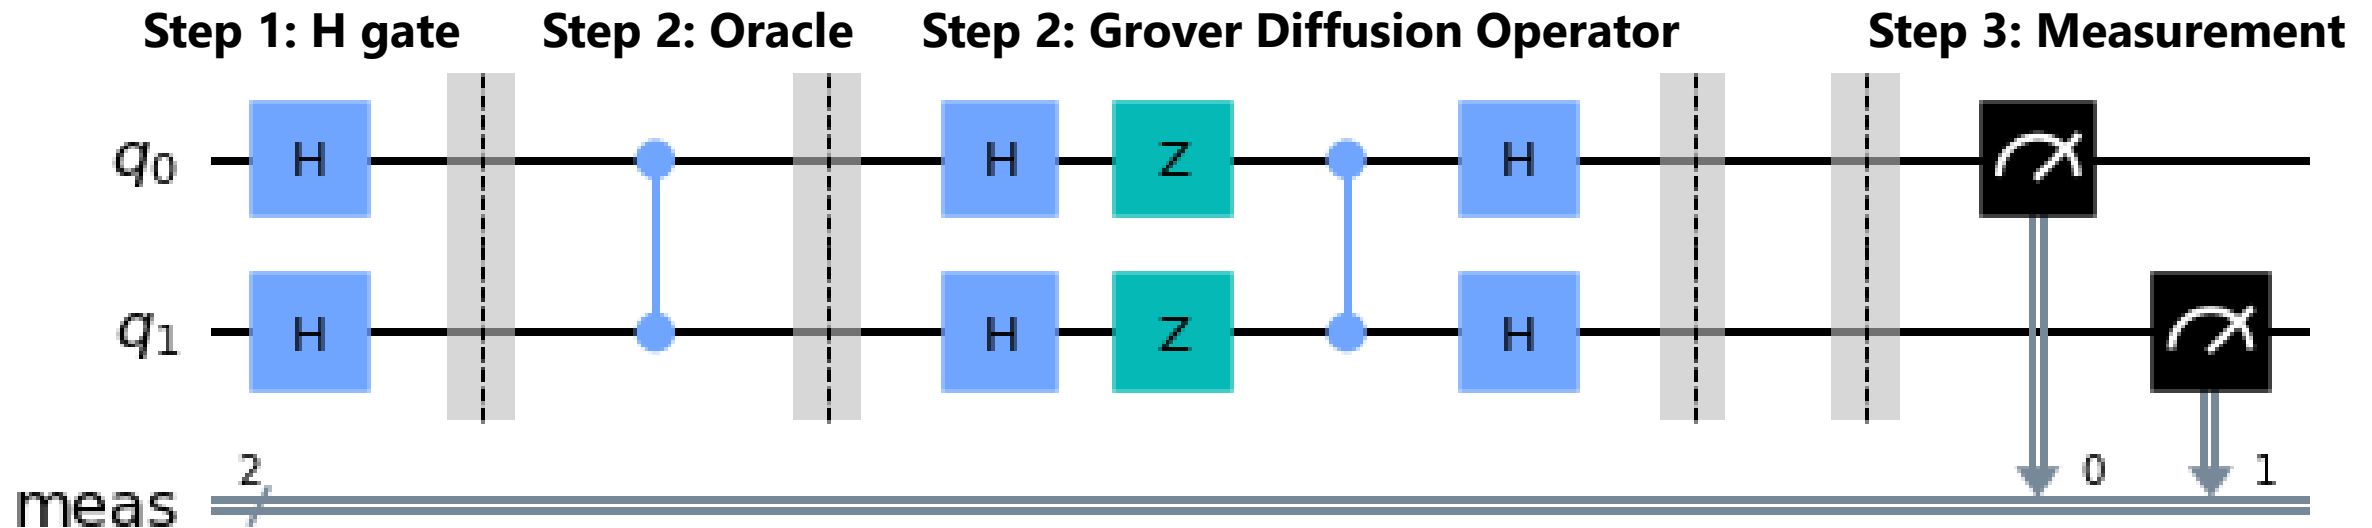 Step 1: H gate Step 2: Oracle Step 2: Grover Diffusion Operator Step 3: Measurement
q0 H H Z H
q1 H H Z H
2 0 1
meas